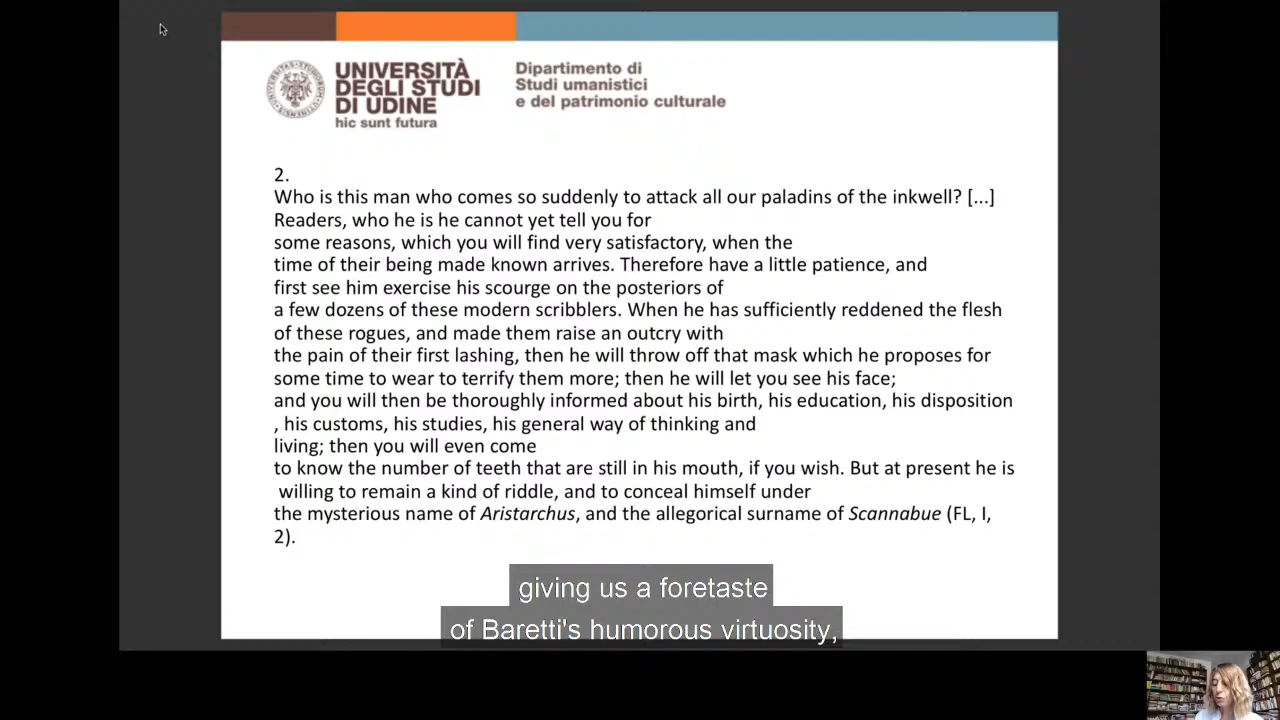 UNIVERSITÀ
DEGLI STUDI
DI UDINE
hic sunt futura
Dipartimento di
Studi umanistici
e del patrimonio culturale
2.
Who is this man who comes so suddenly to attack all our paladins of the inkwell? [...]
Readers, who he is he cannot yet tell you for
some reasons, which you will find very satisfactory, when the
time of their being made known arrives. Therefore have a little patience, and
first see him exercise his scourge on the posteriors of
a few dozens of these modern scribblers. When he has sufficiently reddened the flesh
of these rogues, and made them raise an outcry with
the pain of their first lashing, then he will throw off that mask which he proposes for
some time to wear to terrify them more; then he will let you see his face;
and you will then be thoroughly informed about his birth, his education, his disposition
, his customs, his studies, his general way of thinking and
living; then you will even come
to know the number of teeth that are still in his mouth, if you wish. But at present he is
willing to remain a kind of riddle, and to conceal himself under
the mysterious name of Aristarchus, and the allegorical surname of Scannabue (FL, I,
2).
giving us a foretaste
of Baretti's humorous virtuosity,